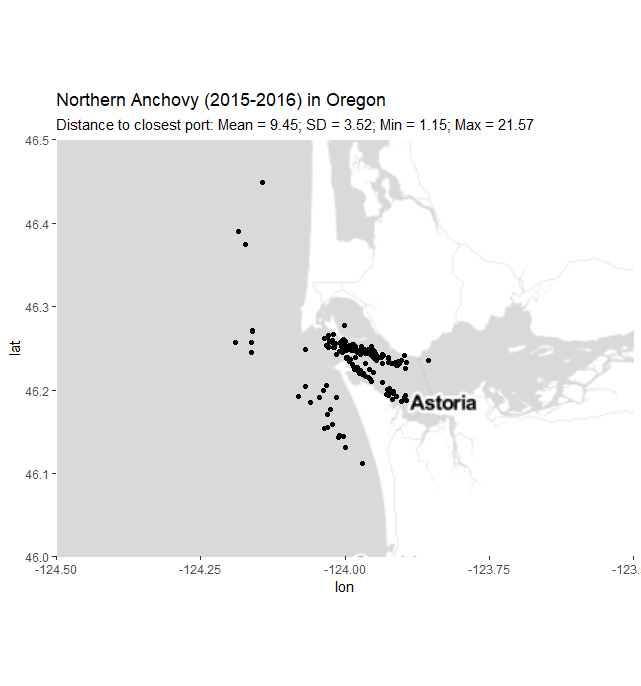 Northern Anchovy (2015-2016) in Oregon
Distance to closest port: Mean = 9.45; SD = 3.52; Min = 1.15; Max = 21.57
46.5
46.4
46.3
lat
46.2
Astoria
46.1
46.0
-124.50 -124.25 -124.00 -123.75 -123.
lon